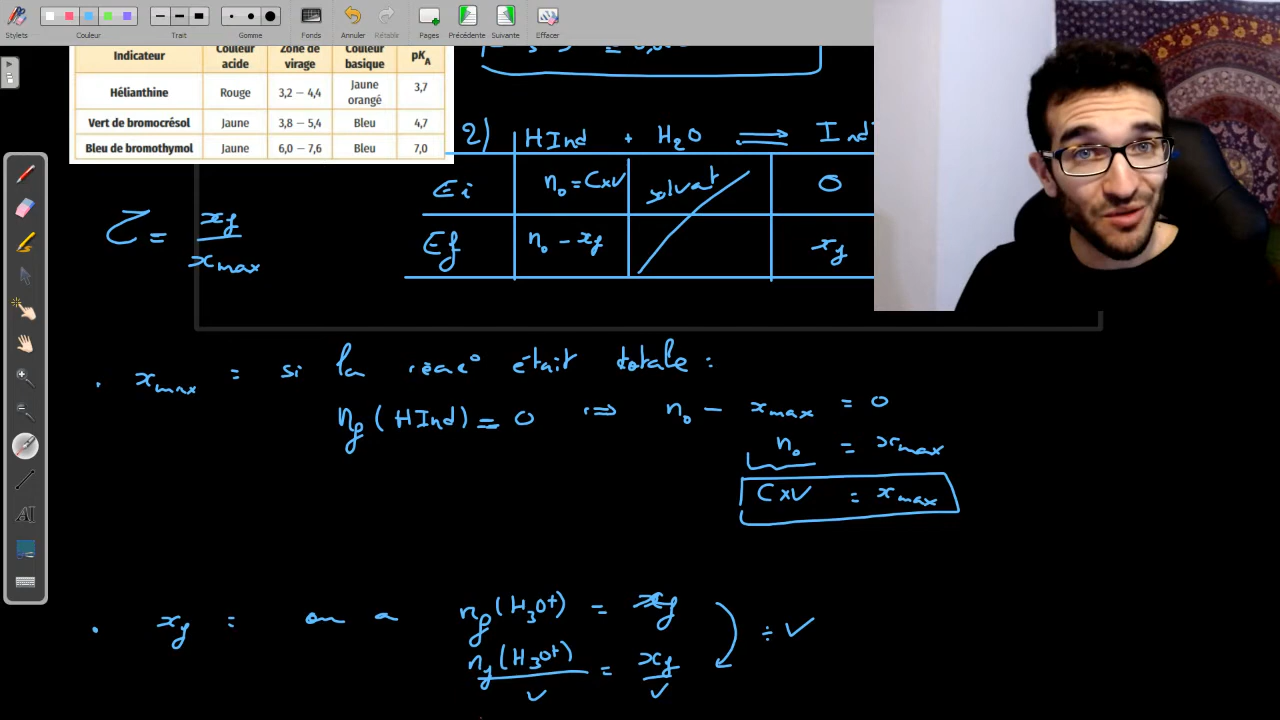 Stylets Couleur Trait Gomme Fonds Annuler Rétablir Pages Précédente Suivante Effacer
Indicateur Couleur acide Zone de virage Couleur basique pKA
Hélianthine Rouge 3,2 – 4,4 Jaune orangé 3,7
Vert de bromocrésol Jaune 3,8 – 5,4 Bleu 4,7
Bleu de bromothymol Jaune 6,0 – 7,6 Bleu 7,0
2) HInd + H2O ⇌ Ind
Ei n0 = C×V solvant 0
Ef n0 - xf xf
τ = xf / xmax
• xmax = si la réac° était totale :
nf (HInd) = 0 ⇔ n0 - xmax = 0
n0 = xmax
C×V = xmax
• xf : on a nf (H3O+) = xf
nf (H3O+) / V = xf / V ÷ V
AI